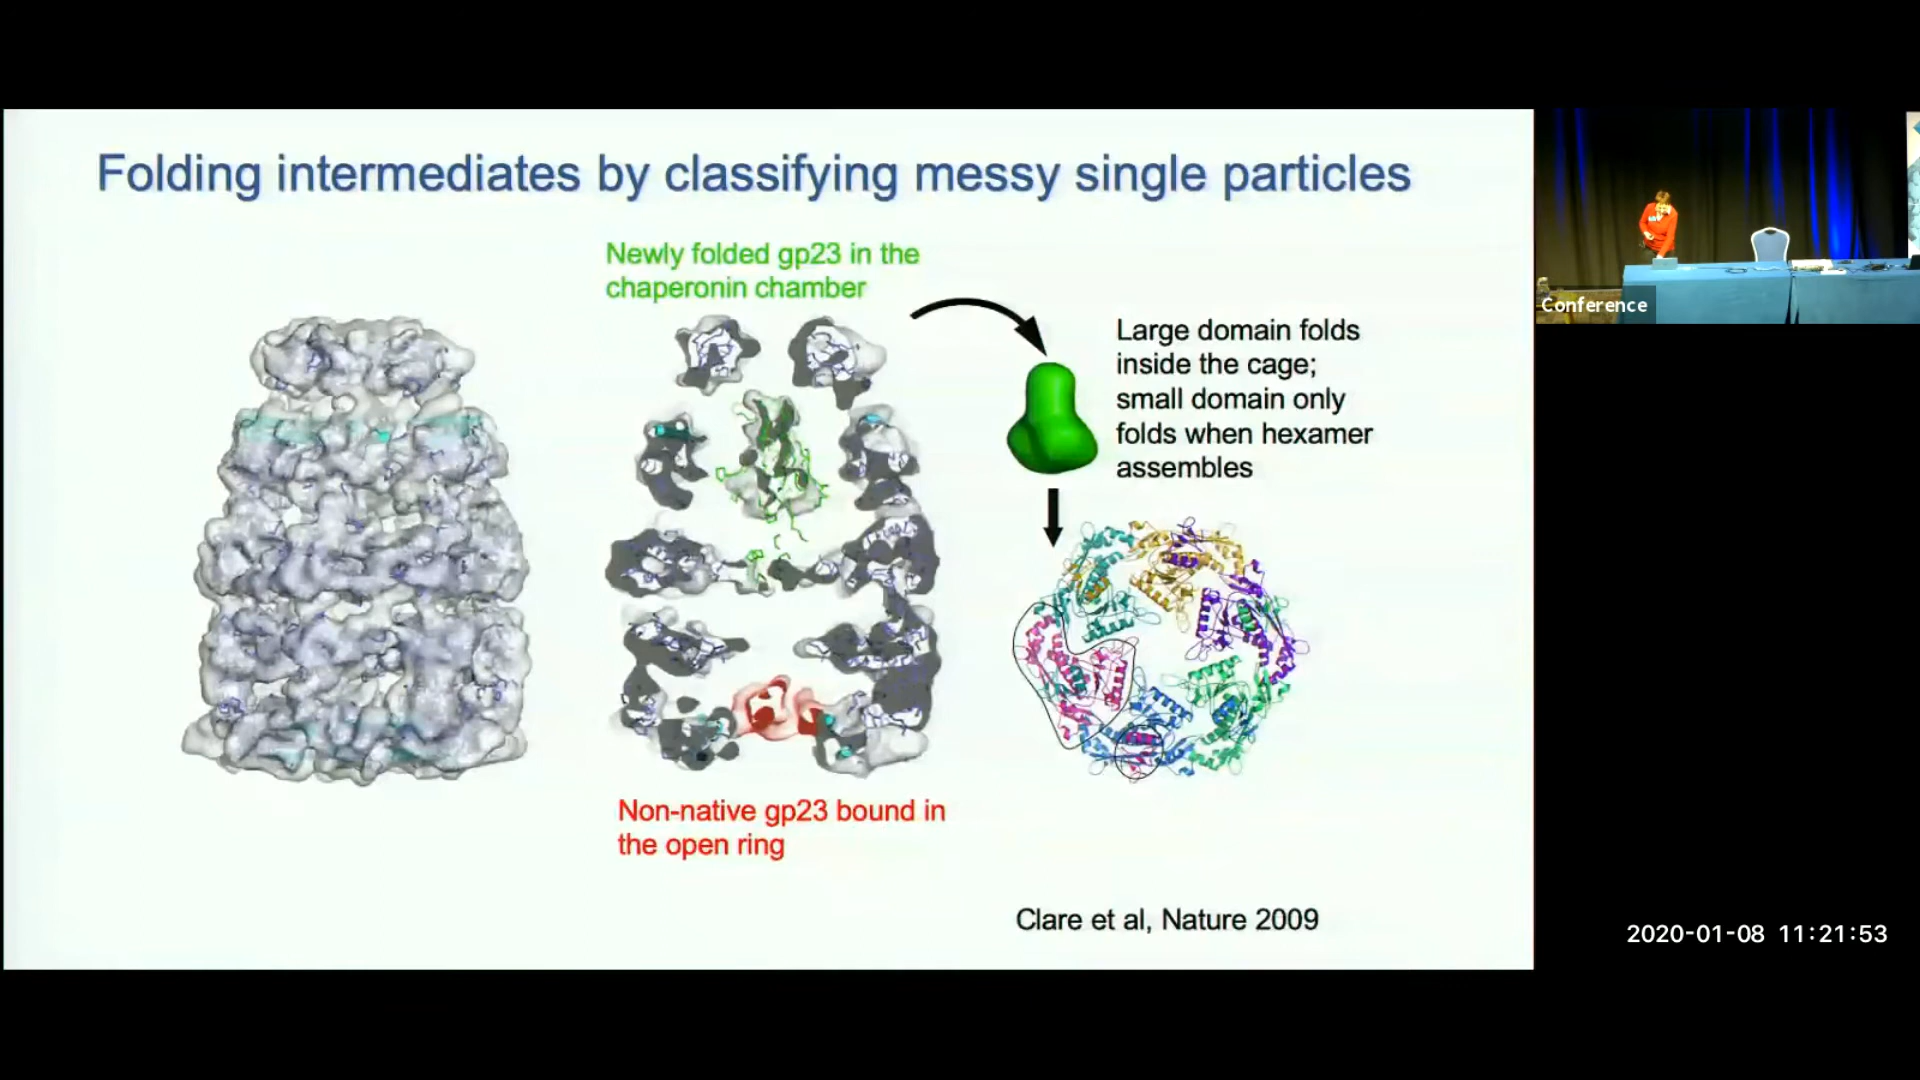 Folding intermediates by classifying messy single particles
Newly folded gp23 in the
chaperonin chamber
Large domain folds
inside the cage;
small domain only
folds when hexamer
assembles
Non-native gp23 bound in
the open ring
Clare et al, Nature 2009
Conference
2020-01-08 11:21:53